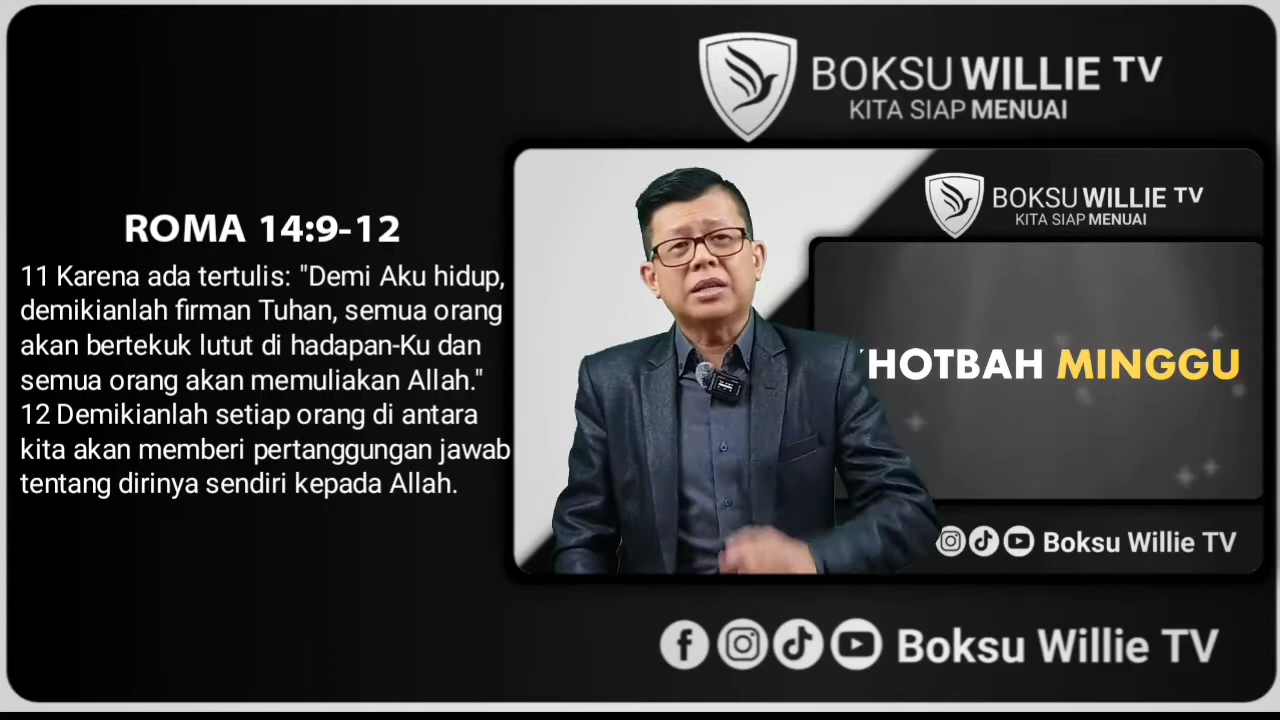 BOKSU WILLIE TV
KITA SIAP MENUAI
ROMA 14:9-12
11 Karena ada tertulis: "Demi Aku hidup,
demikianlah firman Tuhan, semua orang
akan bertekuk lutut di hadapan-Ku dan
semua orang akan memuliakan Allah."
12 Demikianlah setiap orang di antara
kita akan memberi pertanggungan jawab
tentang dirinya sendiri kepada Allah.
BOKSU WILLIE TV
KITA SIAP MENUAI
KHOTBAH MINGGU
Boksu Willie TV
Boksu Willie TV